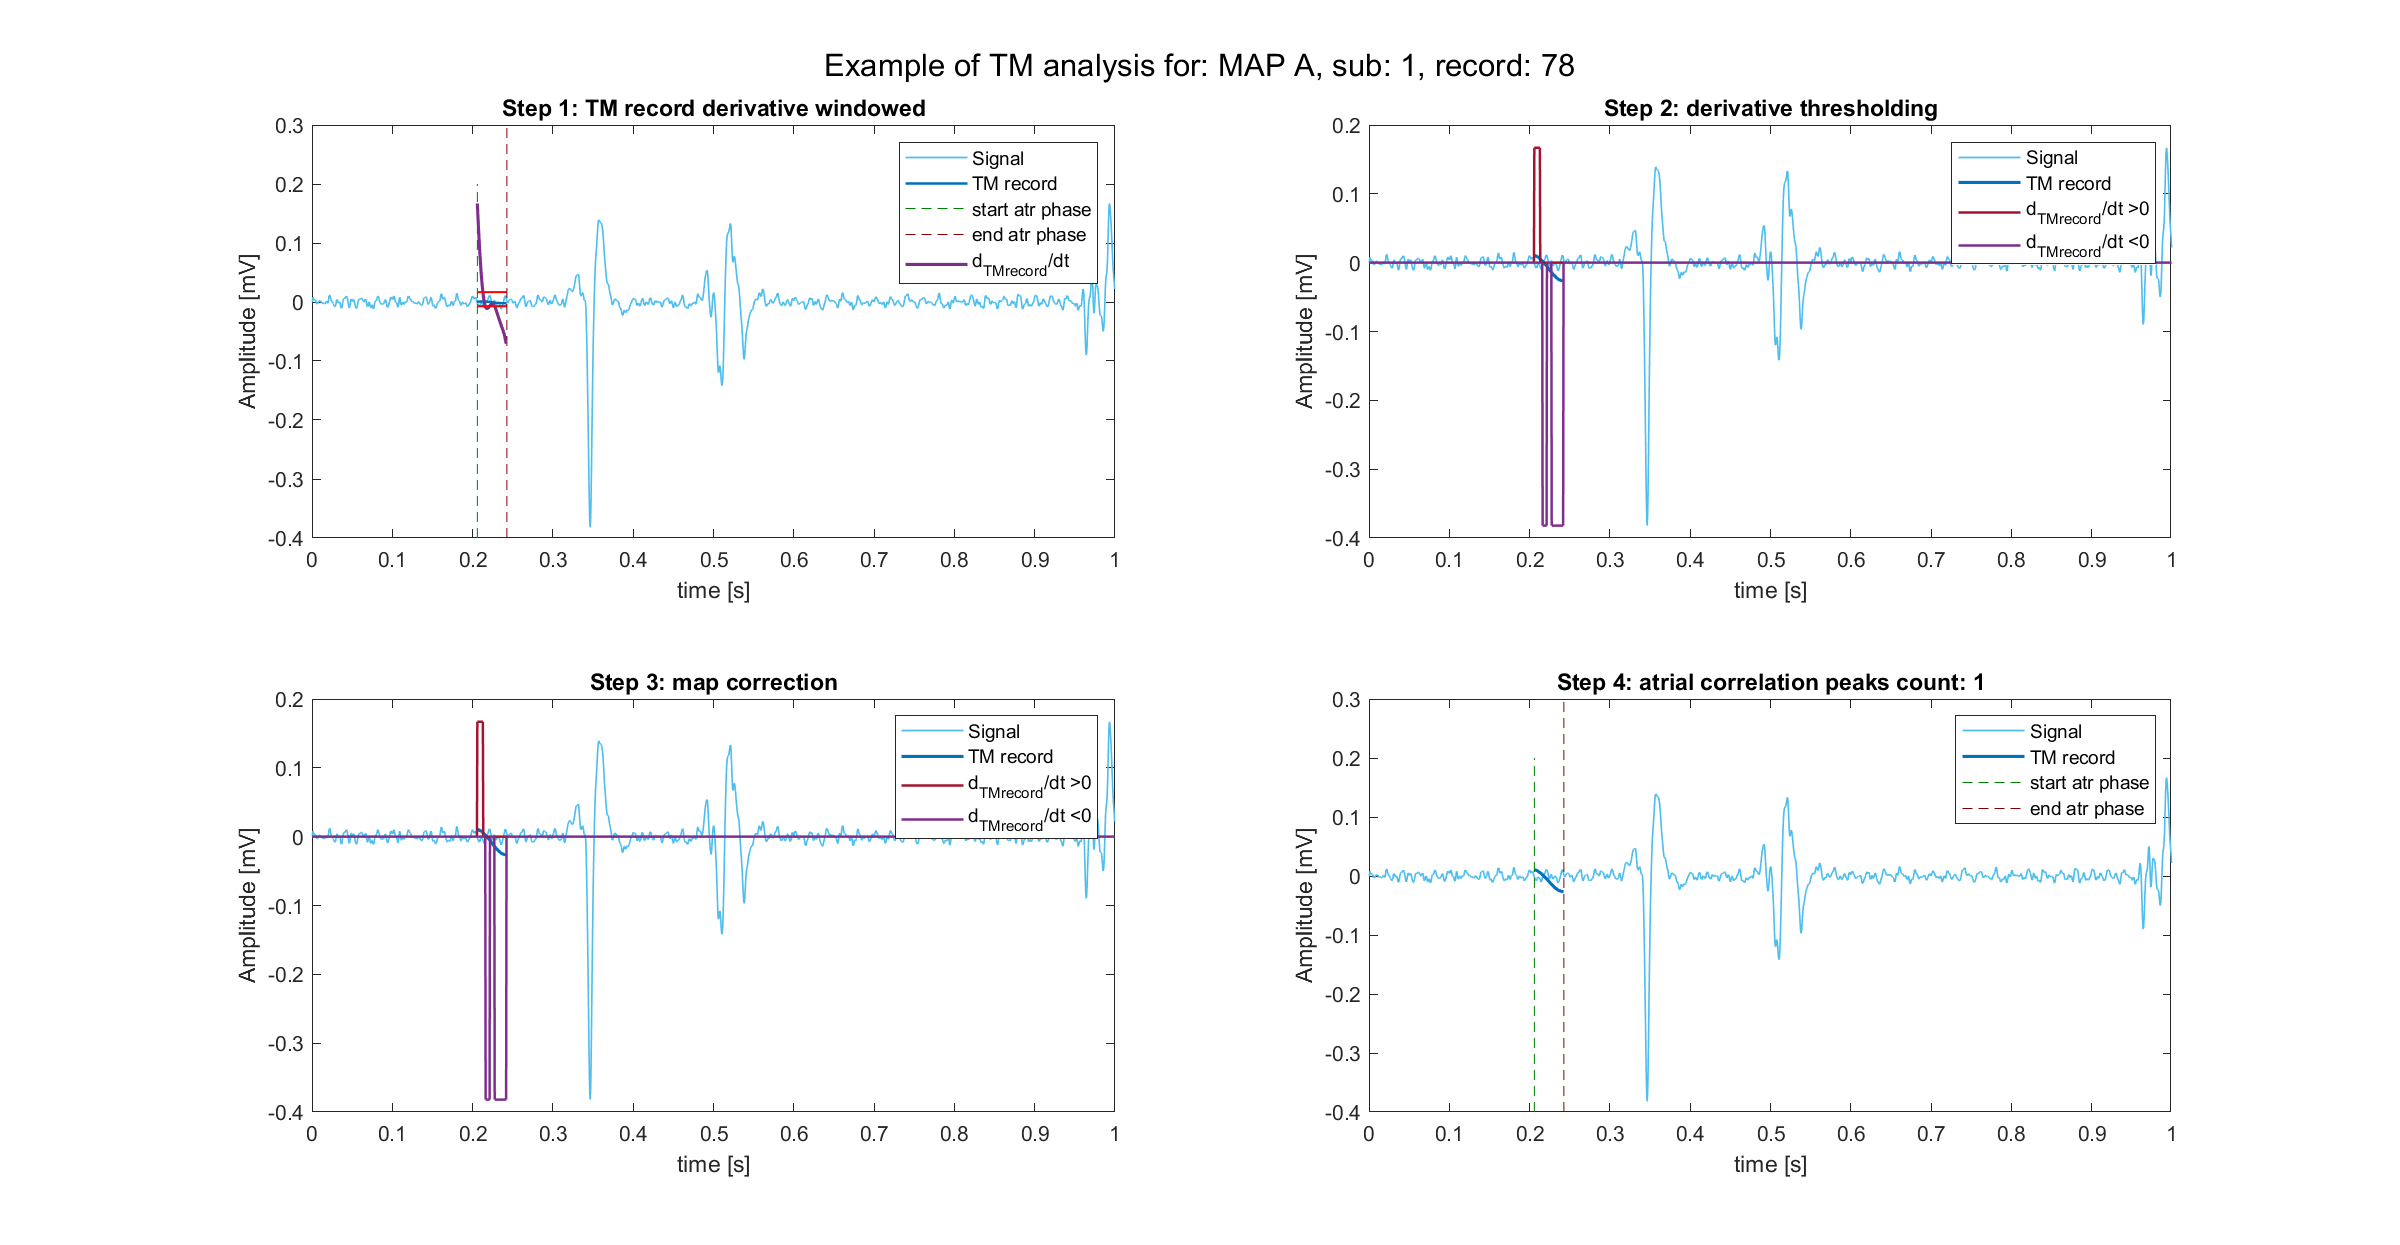 Example of TM analysis for: MAP A, sub: 1, record: 78
Step 1: TM record derivative windowed
0.3
0.2
0.1
0
-0.1
-0.2
-0.3
-0.4
Amplitude [mV]
0 0.1 0.2 0.3 0.4 0.5 0.6 0.7 0.8 0.9 1
time [s]
Signal
TM record
start atr phase
end atr phase
dTMrecord/dt
Step 2: derivative thresholding
0.2
0.1
0
-0.1
-0.2
-0.3
-0.4
Amplitude [mV]
0 0.1 0.2 0.3 0.4 0.5 0.6 0.7 0.8 0.9 1
time [s]
Signal
TM record
dTMrecord/dt >0
dTMrecord/dt <0
Step 3: map correction
0.2
0.1
0
-0.1
-0.2
-0.3
-0.4
Amplitude [mV]
0 0.1 0.2 0.3 0.4 0.5 0.6 0.7 0.8 0.9 1
time [s]
Signal
TM record
dTMrecord/dt >0
dTMrecord/dt <0
Step 4: atrial correlation peaks count: 1
0.3
0.2
0.1
0
-0.1
-0.2
-0.3
-0.4
Amplitude [mV]
0 0.1 0.2 0.3 0.4 0.5 0.6 0.7 0.8 0.9 1
time [s]
Signal
TM record
start atr phase
end atr phase